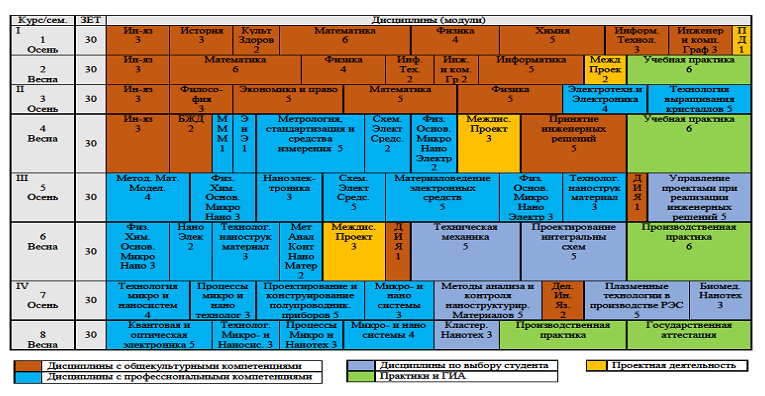 Курс/сем. ЗЕТ Дисциплины (модули)
I
1
Осень
30
Ин-яз
3
История
3
Культ
Здоров
2
Математика
6
Физика
4
Химия
5
Информ.
Технол.
3
Инженер
и комп.
Граф 3
П
Д
1
2
Весна
30
Ин-яз
3
Математика
6
Физика
4
Инф.
Тех.
2
Инж.
и ком.
Гр 2
Информатика
5
Межд
Проек
2
Учебная практика
6
II
3
Осень
30
Ин-яз
3
Филосо-
фия
3
Экономика и право
5
Математика
5
Физика
5
Электротехн и
Электроника
4
Технология
выращивания
кристаллов 5
4
Весна
30
Ин-яз
3
БЖД
2
М
М
М
1
Э
и
Э
1
Метрология,
стандартизация и
средства
измерения 5
Схем.
Элект
Средс.
2
Физ.
Основ.
Микро
Нано
Электр
2
Междис.
Проект
3
Принятие
инженерных
решений
5
Учебная практика
6
III
5
Осень
30
Метод. Мат.
Модел.
4
Физ.
Хим.
Основ.
Микро
Нано 3
Наноэлек-
троника
3
Схем.
Элект
Средс.
5
Материаловедение
электронных
средств
5
Физ.
Основ.
Микро
Нано
Электр 3
Технолог.
нанострук
материал
3
Д
И
Я
1
Управление
проектами при
реализации
инженерных
решений 5
6
Весна
30
Физ.
Хим.
Основ.
Микро
Нано 3
Нано
Элек
2
Технолог.
нанострук
материал
3
Мет
Анал
Конт
Нано
Матер
2
Междис.
Проект
3
Д
И
Я
1
Техническая
механика
5
Проектирование
интегральны
схем
5
Производственная
практика
6
IV
7
Осень
30
Технология
микро и
наносистем
4
Процессы
микро и
нано
технолог 3
Проектирование и
конструирование
полупроводник
приборов 5
Микро- и
нано
системы
3
Методы анализа и
контроля
наноструктурир.
Материалов 5
Дел.
Ин.
Яз.
2
Плазменные
технологии в
производстве РЭС
5
Биомед.
Нанотех
3
8
Весна
30
Квантовая и
оптическая
электроника 5
Технолог.
Микро- и
Наносис. 3
Процессы
Микро и
Нанотех 3
Микро- и нано
системы 4
Кластер.
Нанотех 3
Производственная
практика
Государственная
аттестация
Дисциплины с общекультурными компетенциями
Дисциплины с профессиональными компетенциями
Дисциплины по выбору студента
Практики и ГИА
Проектная деятельность